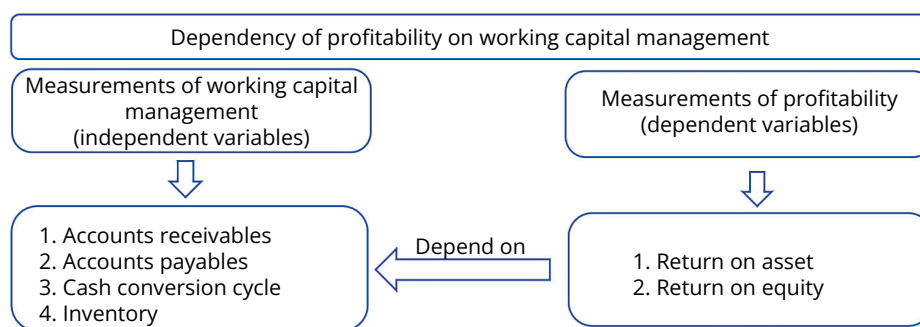 Dependency of profitability on working capital management
Measurements of working capital
management
(independent variables)
Measurements of profitability
(dependent variables)
1. Accounts receivables
2. Accounts payables
3. Cash conversion cycle
4. Inventory
Depend on
1. Return on asset
2. Return on equity